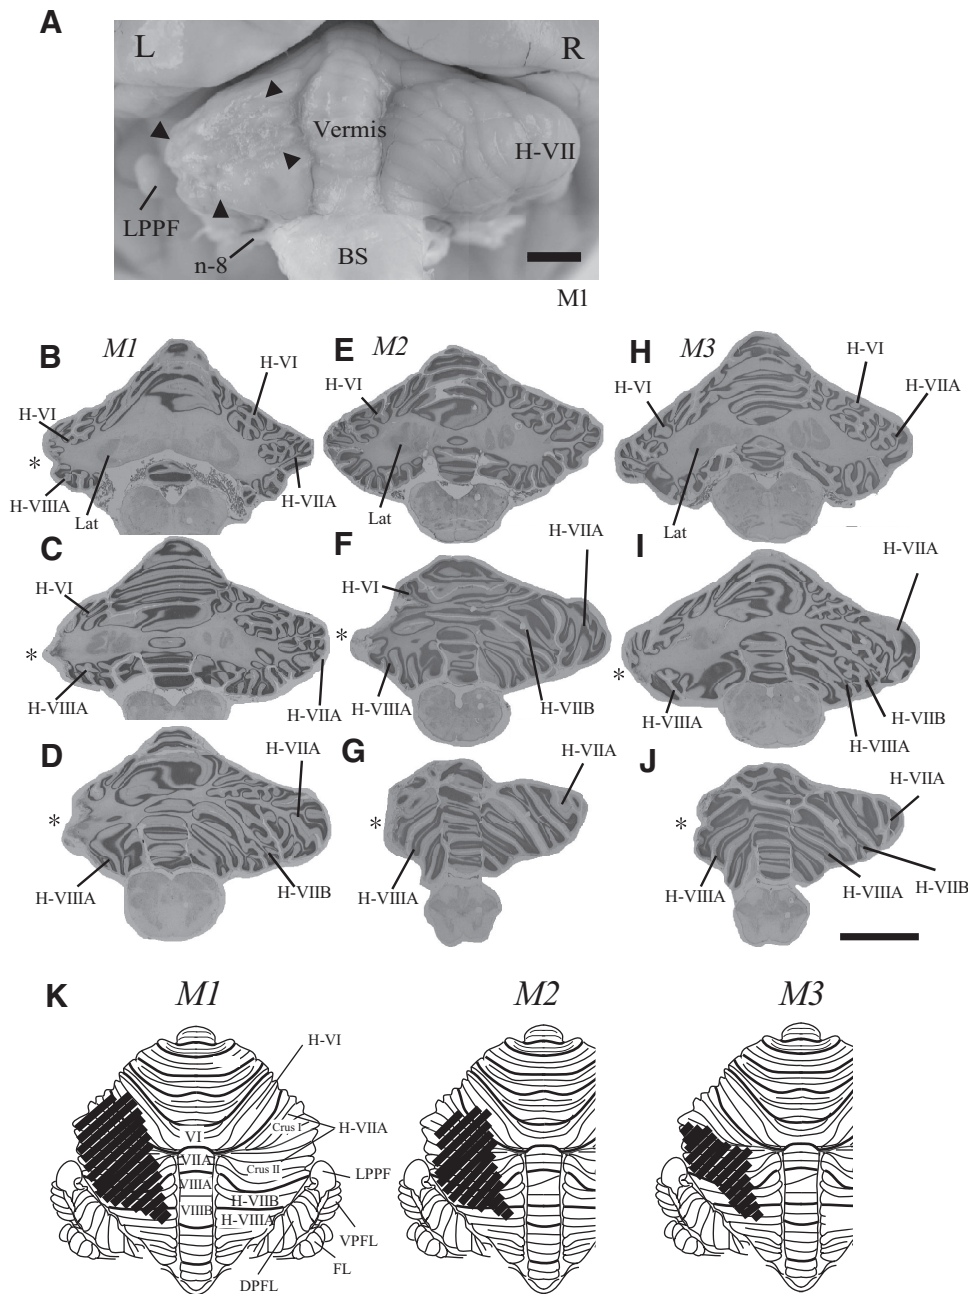 A
L
R
Vermis
H-VII
LPPF
n-8
BS
M1
B
M1
H-VI
H-VI
*
H-VIIIA
Lat
H-VIIA
E
M2
H-VI
Lat
H
M3
H-VI
H-VI
H-VIIA
Lat
C
H-VI
*
H-VIIIA
H-VIIA
F
H-VIIA
H-VI
*
H-VIIIA
H-VIIB
I
H-VIIA
*
H-VIIIA
H-VIIB
H-VIIIA
D
H-VIIA
*
H-VIIIA
H-VIIB
G
H-VIIA
*
H-VIIIA
J
H-VIIA
*
H-VIIIA
H-VIIIA
H-VIIB
K
M1
M2
M3
H-VI
Crus I
H-VIIA
VI
VIIA
Crus II
LPPF
VIIIA
H-VIIB
VIIIB
H-VIIIA
VPFL
FL
DPFL